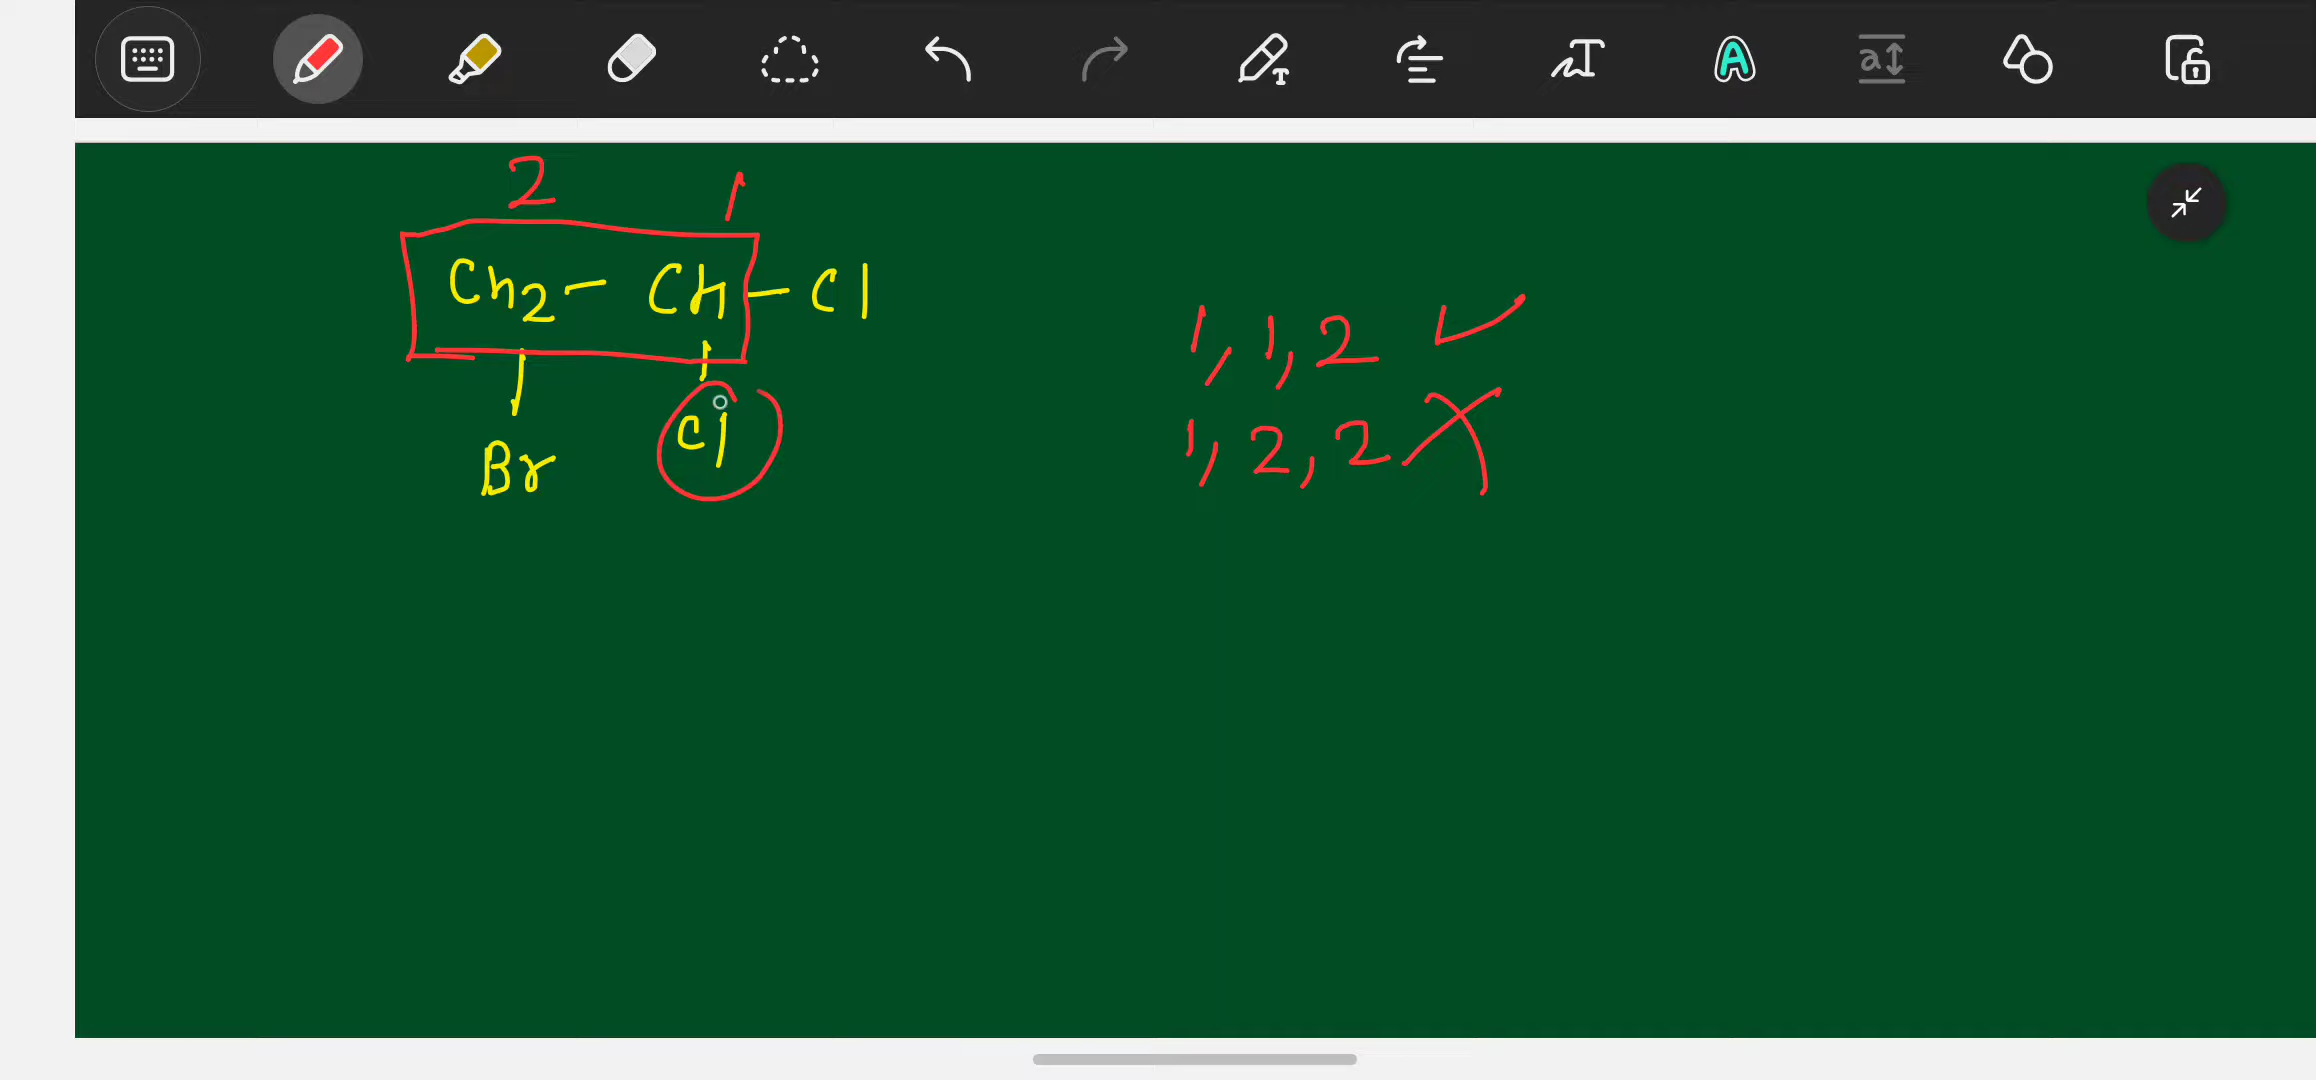 2 1
Ch2 - CH - Cl
Br Cl
1, 1, 2 ✓
1, 2, 2 X